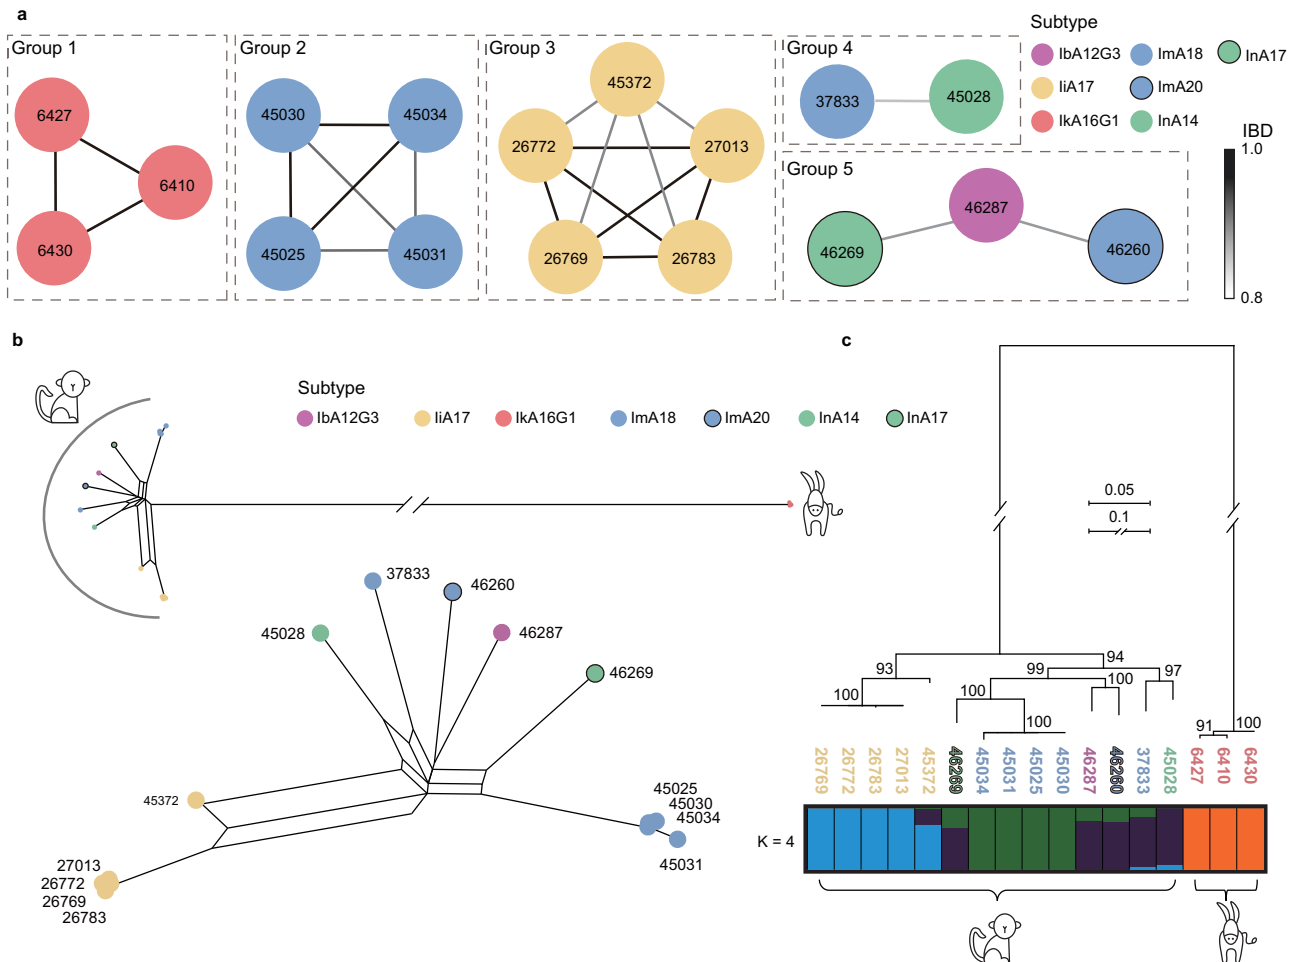 a
Subtype
IbA12G3
ImA18
InA17
IiA17
ImA20
IkA16G1
InA14
IBD
1.0
0.8
Group 1
6427
6410
6430
Group 2
45030
45034
45025
45031
Group 3
45372
26772
27013
26769
26783
Group 4
37833
45028
Group 5
46287
46269
46260
b
Subtype
IbA12G3
IiA17
IkA16G1
ImA18
ImA20
InA14
InA17
37833
46260
45028
46287
46269
45372
45025
45030
45034
45031
27013
26772
26769
26783
c
0.05
0.1
93
94
99
97
100
100
100
100
91
100
26769
26772
26783
27013
45372
46269
45034
45031
45025
45030
46287
46260
37833
45028
6427
6410
6430
K = 4